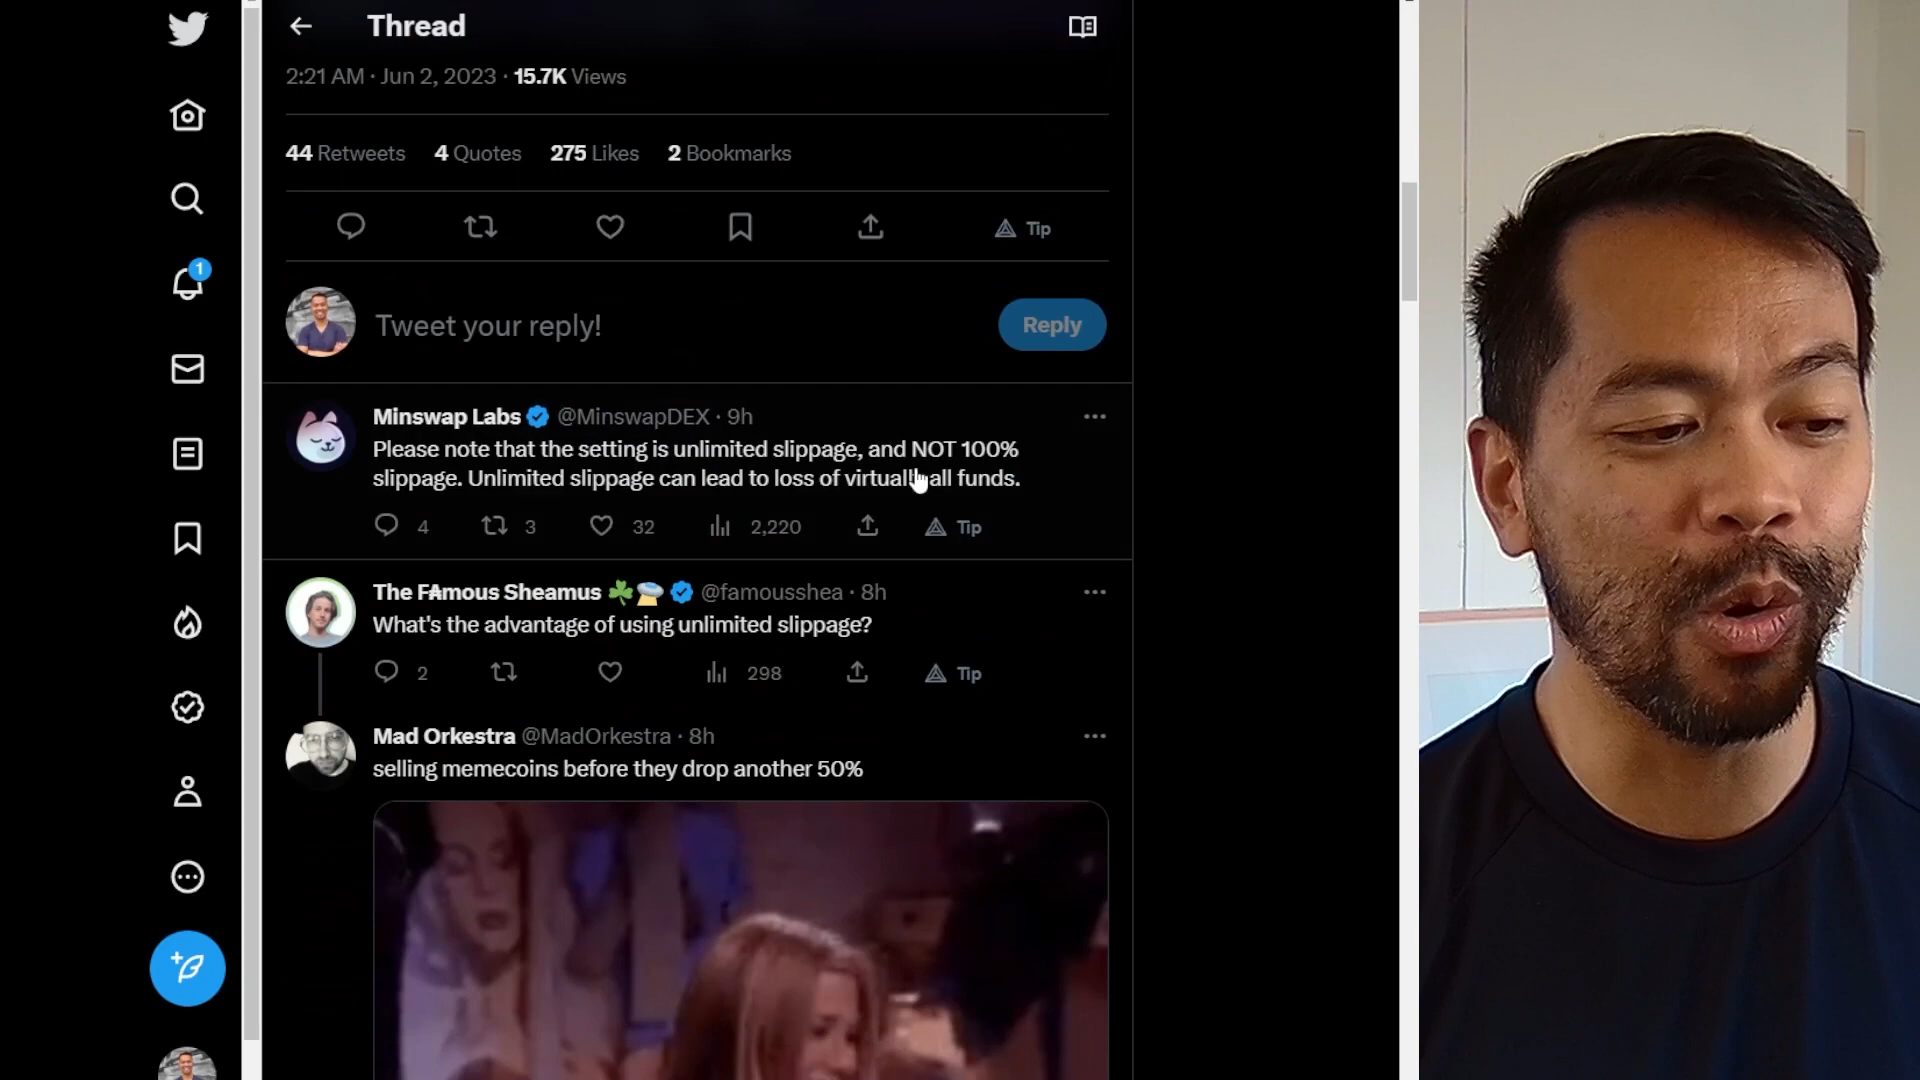 Thread
2:21 AM · Jun 2, 2023 · 15.7K Views
44 Retweets 4 Quotes 275 Likes 2 Bookmarks
Tip
Tweet your reply!
Reply
1
Minswap Labs @MinswapDEX · 9h
Please note that the setting is unlimited slippage, and NOT 100%
slippage. Unlimited slippage can lead to loss of virtually all funds.
4 3 32 2,220 Tip
The FAmous Sheamus @famousshea · 8h
What's the advantage of using unlimited slippage?
2 298 Tip
Mad Orkestra @MadOrkestra · 8h
selling memecoins before they drop another 50%